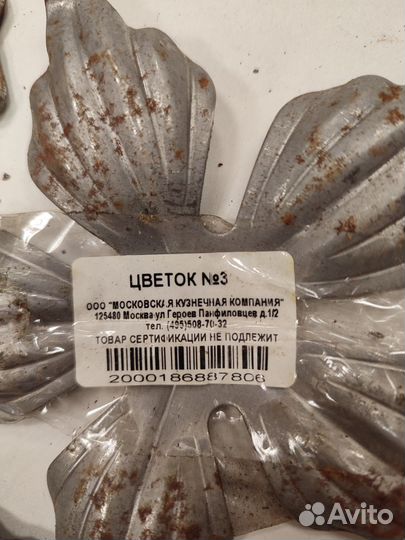 ЦВЕТОК №3
ООО "МОСКОВСКАЯ КУЗНЕЧНАЯ КОМПАНИЯ"
125480 Москва ул Героев Панфиловцев д.1/2
тел. (495)508-70-32
ТОВАР СЕРТИФИКАЦИИ НЕ ПОДЛЕЖИТ
2000186887806
Avito